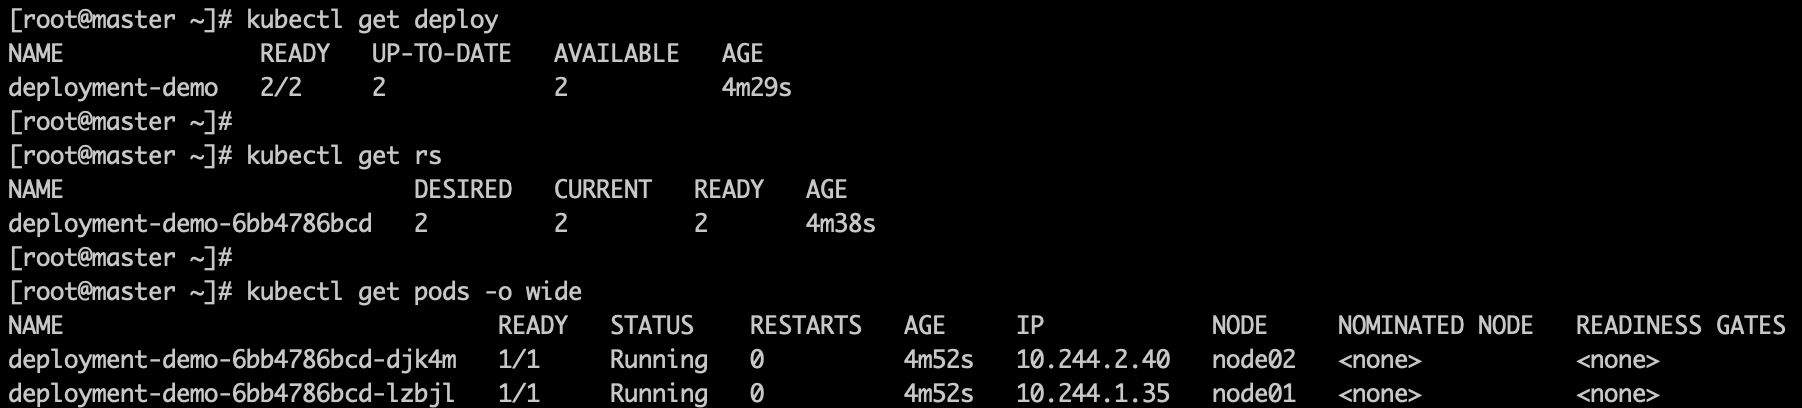 [root@master ~]# kubectl get deploy
NAME              READY   UP-TO-DATE   AVAILABLE   AGE
deployment-demo   2/2     2            2           4m29s
[root@master ~]#
[root@master ~]# kubectl get rs
NAME                         DESIRED   CURRENT   READY   AGE
deployment-demo-6bb4786bcd   2         2         2       4m38s
[root@master ~]#
[root@master ~]# kubectl get pods -o wide
NAME                               READY   STATUS    RESTARTS   AGE     IP            NODE     NOMINATED NODE   READINESS GATES
deployment-demo-6bb4786bcd-djk4m   1/1     Running   0          4m52s   10.244.2.40   node02   <none>           <none>
deployment-demo-6bb4786bcd-lzbjl   1/1     Running   0          4m52s   10.244.1.35   node01   <none>           <none>